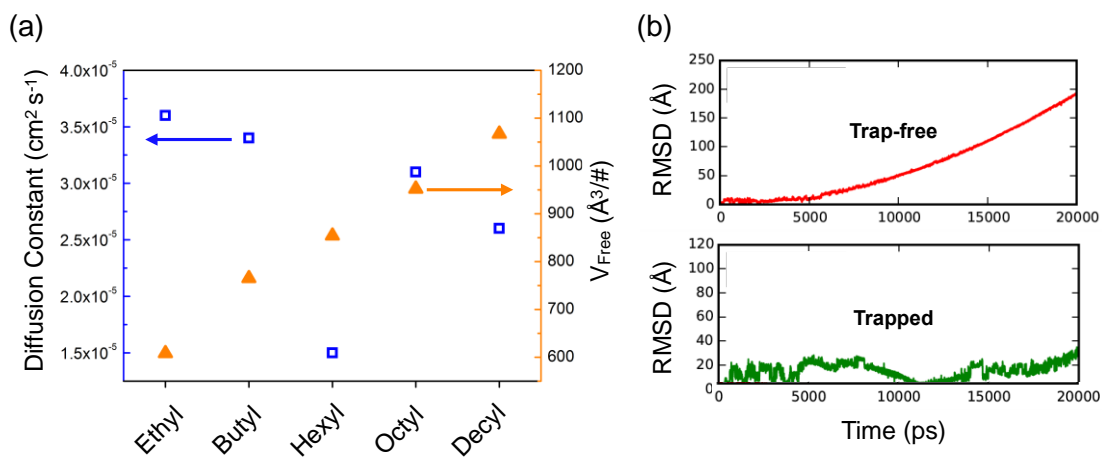 (a)
Diffusion Constant (cm² s⁻¹)
4.0x10⁻⁵
3.5x10⁻⁵
3.0x10⁻⁵
2.5x10⁻⁵
2.0x10⁻⁵
1.5x10⁻⁵
Ethyl
Butyl
Hexyl
Octyl
Decyl
1200
1100
1000
900
800
700
600
V_Free (Å³/#)
(b)
RMSD (Å)
250
200
150
100
50
0
Trap-free
0 5000 10000 15000 20000
RMSD (Å)
120
100
80
60
40
20
0
Trapped
0 5000 10000 15000 20000
Time (ps)